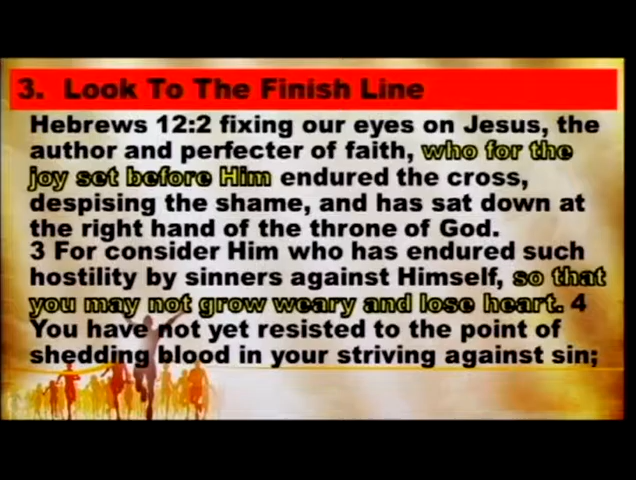 3. Look To The Finish Line
Hebrews 12:2 fixing our eyes on Jesus, the
author and perfecter of faith, who for the
joy set before Him endured the cross,
despising the shame, and has sat down at
the right hand of the throne of God.
3 For consider Him who has endured such
hostility by sinners against Himself, so that
you may not grow weary and lose heart. 4
You have not yet resisted to the point of
shedding blood in your striving against sin;